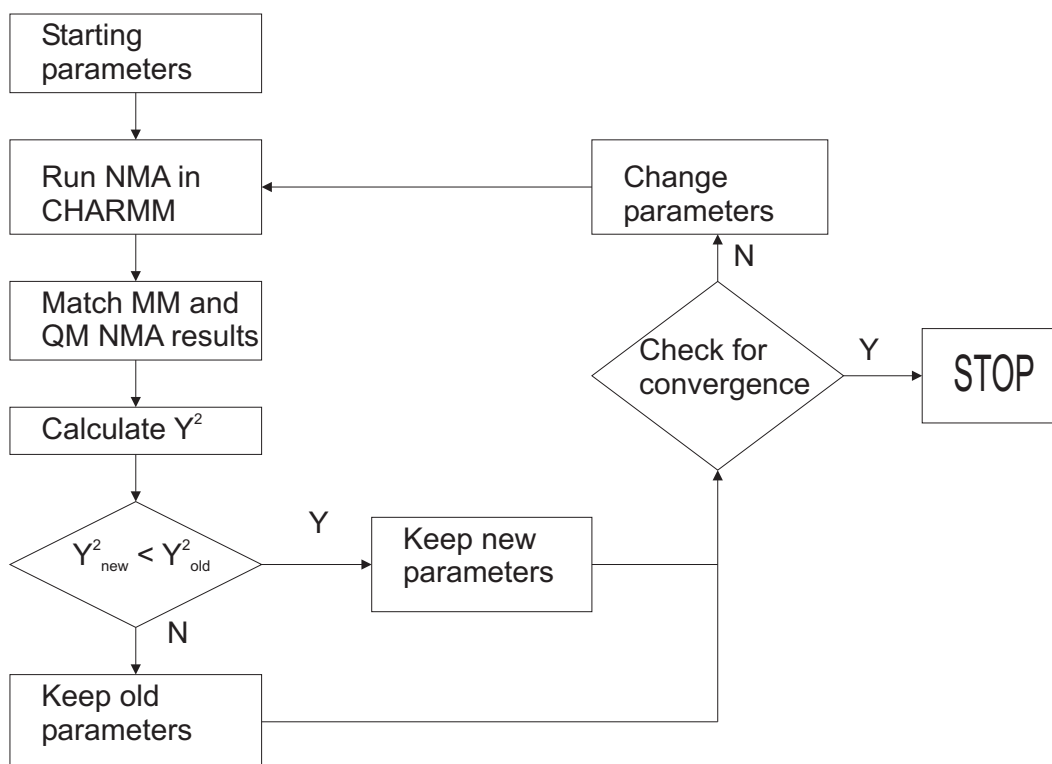 Starting
parameters
Run NMA in
CHARMM
Match MM and
QM NMA results
Calculate Y²
Y²new < Y²old
Y
N
Keep new
parameters
Keep old
parameters
Change
parameters
N
Check for
convergence
Y
STOP